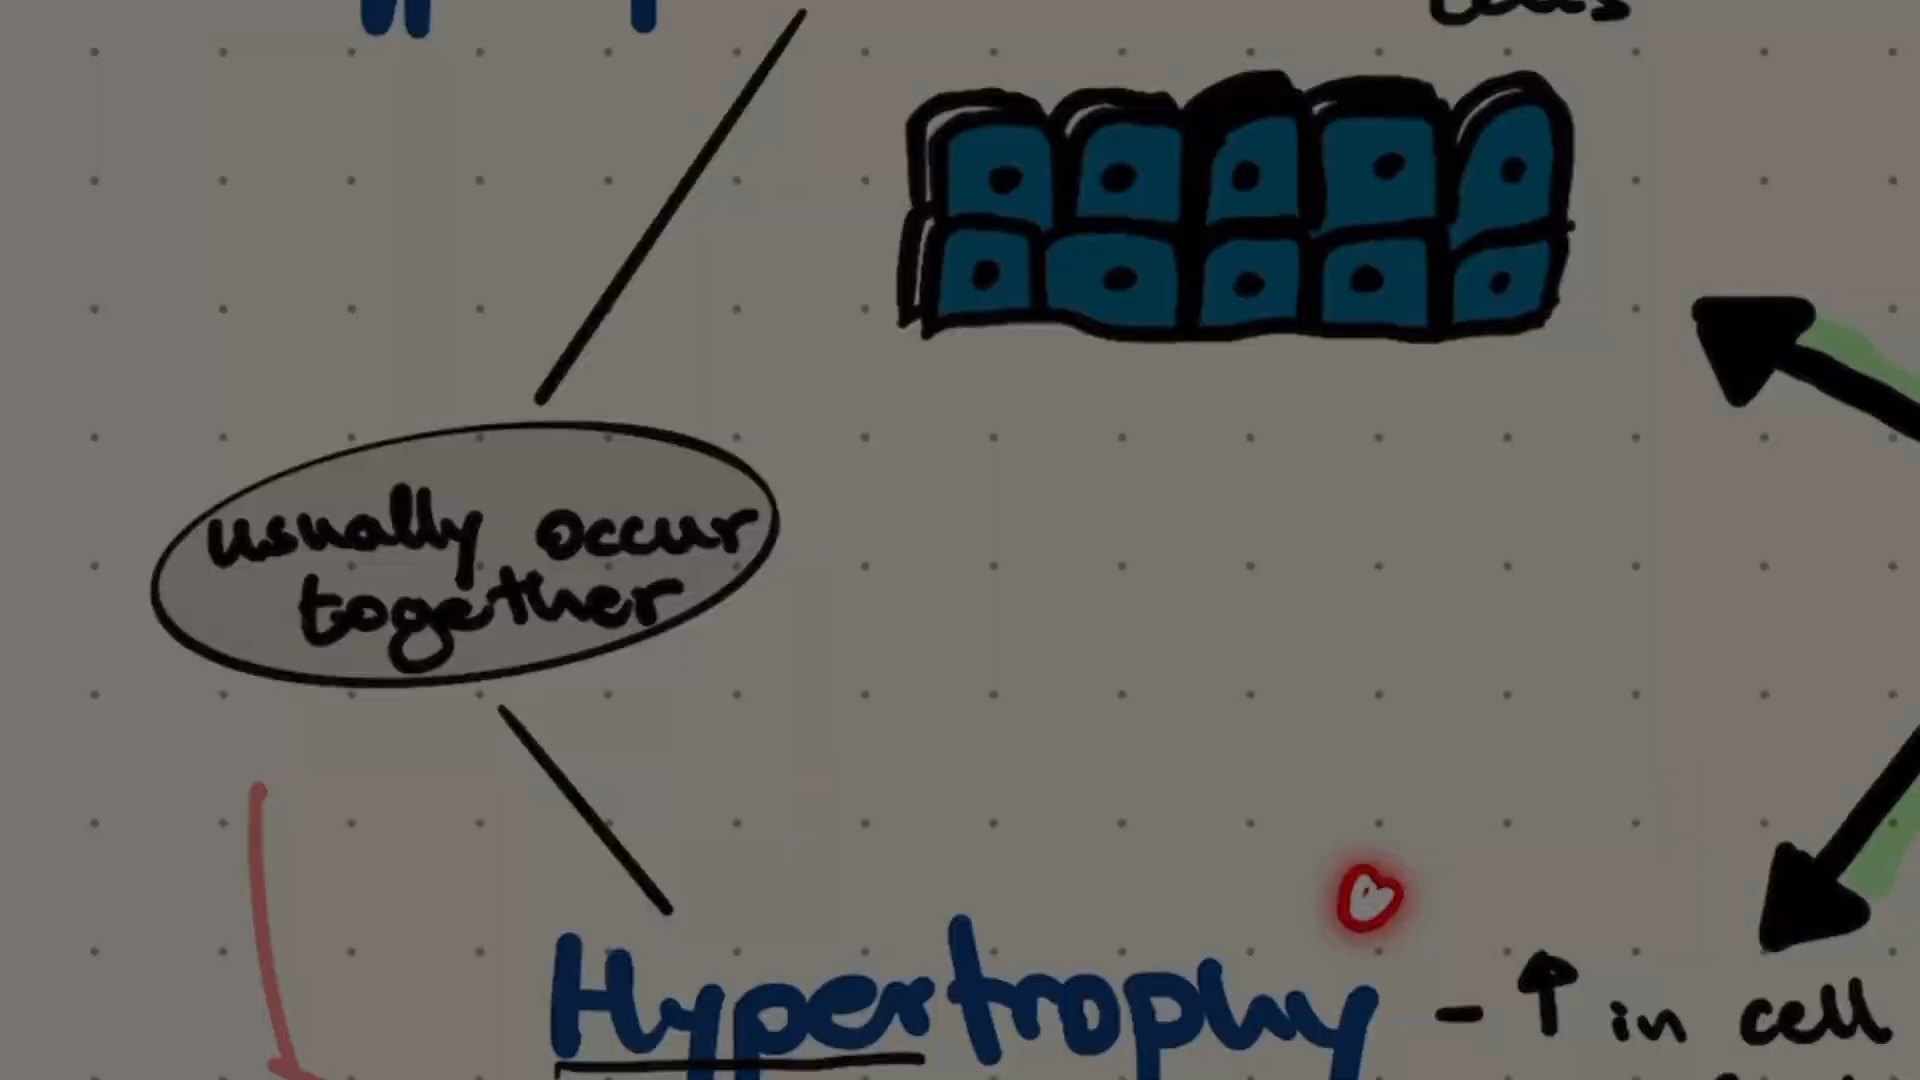 usually occur
together
Hypertrophy - ↑ in cell